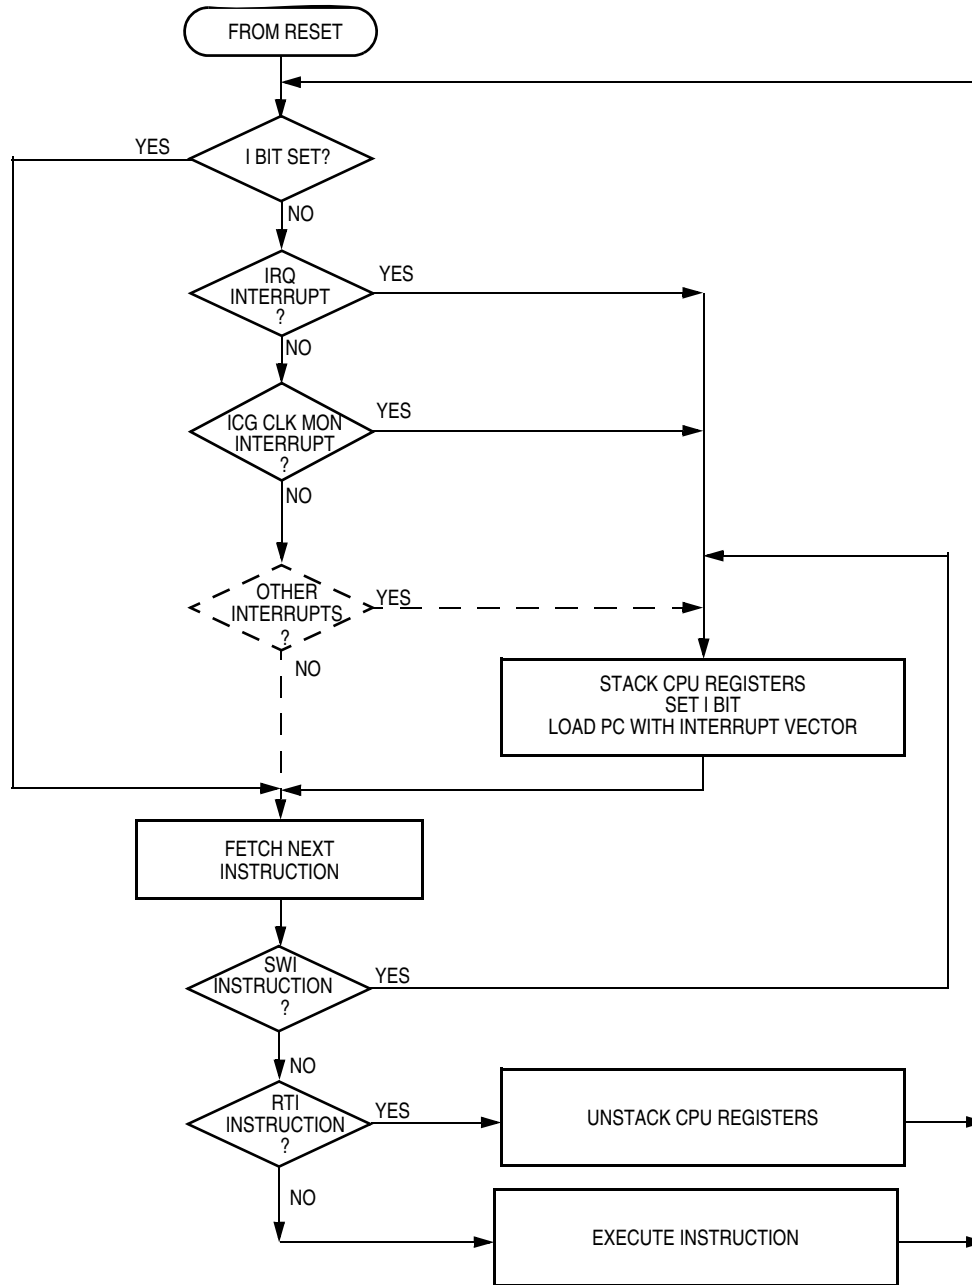 FROM RESET
YES
I BIT SET?
NO
IRQ
INTERRUPT
?
YES
NO
ICG CLK MON
INTERRUPT
?
YES
NO
OTHER
INTERRUPTS
?
YES
NO
STACK CPU REGISTERS
SET I BIT
LOAD PC WITH INTERRUPT VECTOR
FETCH NEXT
INSTRUCTION
SWI
INSTRUCTION
?
YES
NO
RTI
INSTRUCTION
?
YES
UNSTACK CPU REGISTERS
NO
EXECUTE INSTRUCTION